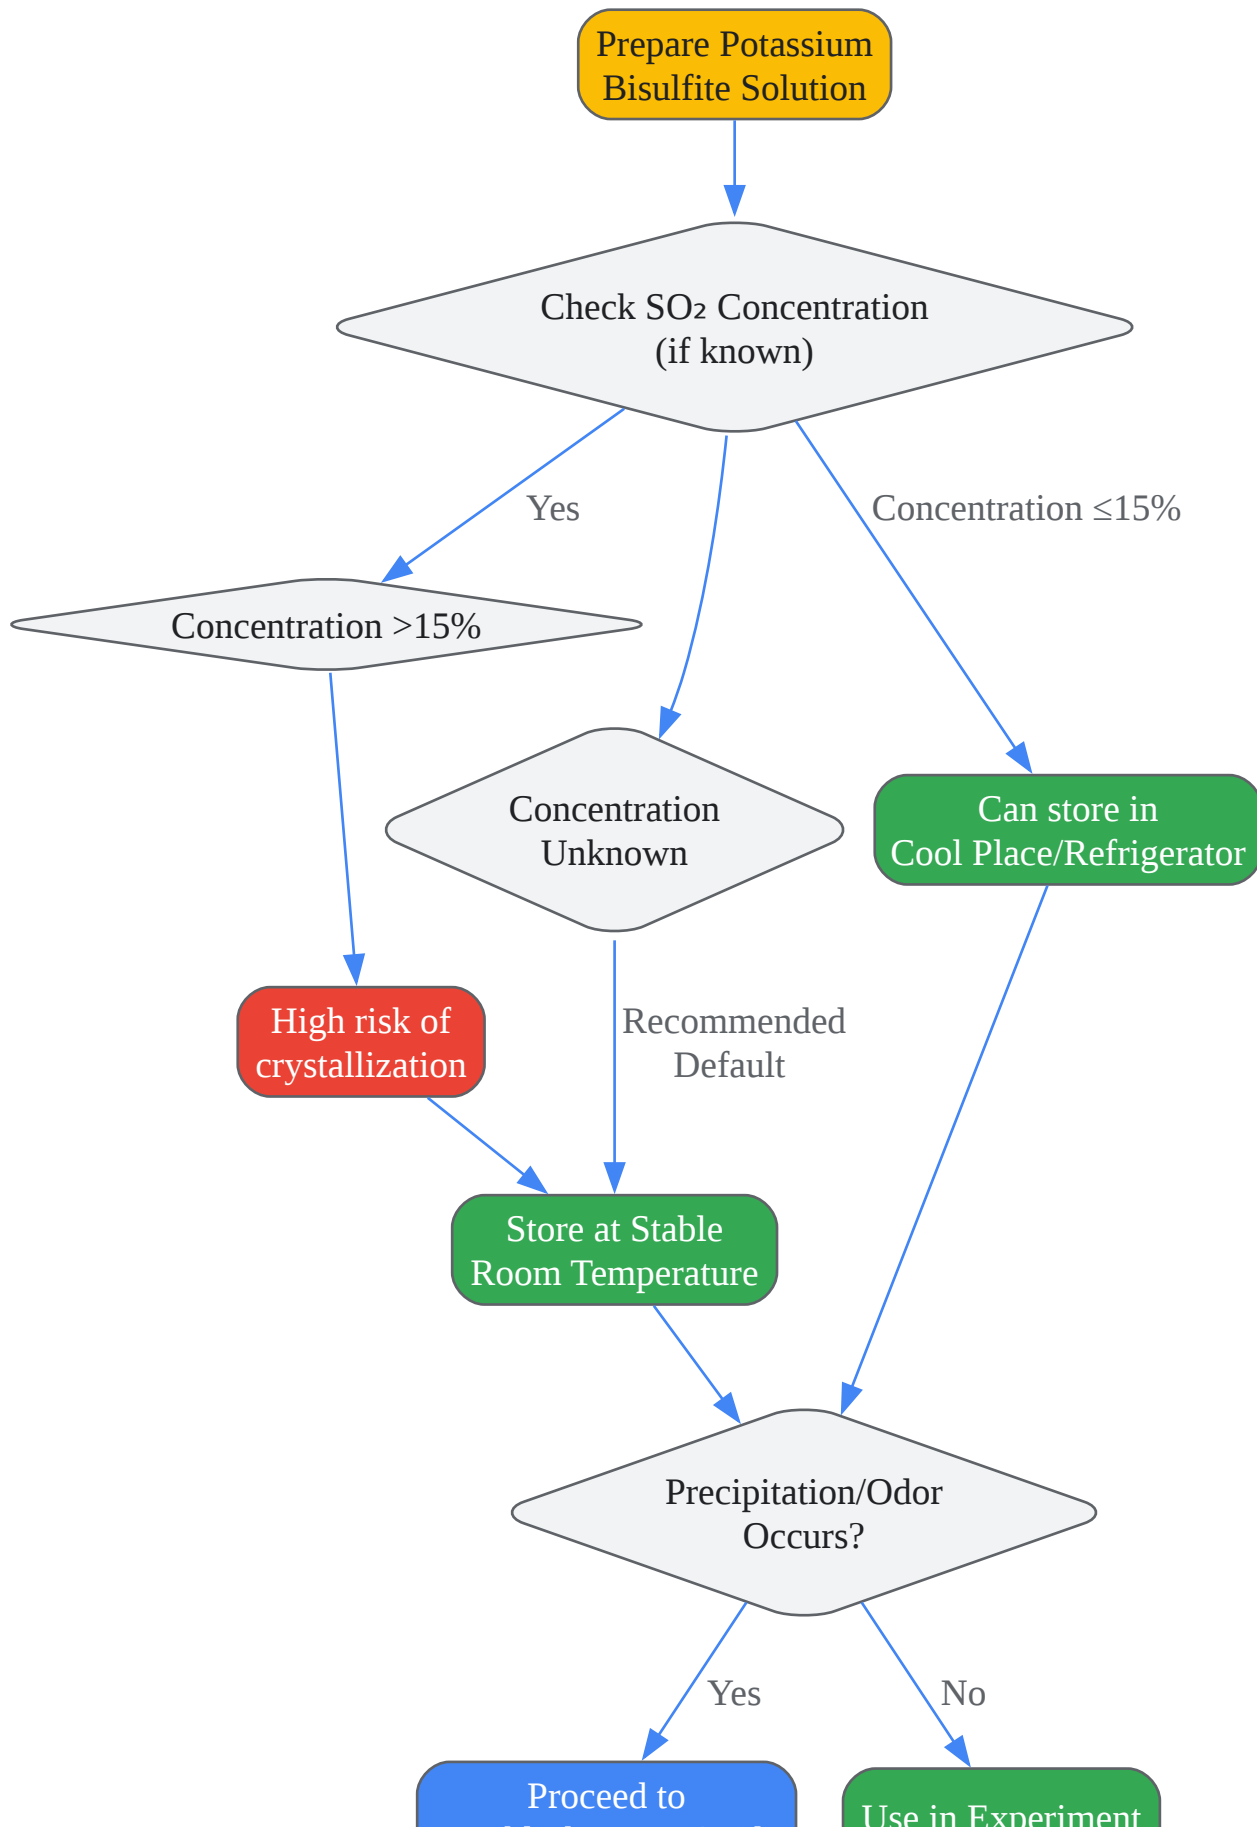 Prepare Potassium
Bisulfite Solution
Check SO₂ Concentration
(if known)
Yes
Concentration ≤15%
Concentration >15%
Concentration
Unknown
Can store in
Cool Place/Refrigerator
High risk of
crystallization
Recommended
Default
Store at Stable
Room Temperature
Precipitation/Odor
Occurs?
Yes
No
Proceed to
Use in Experiment